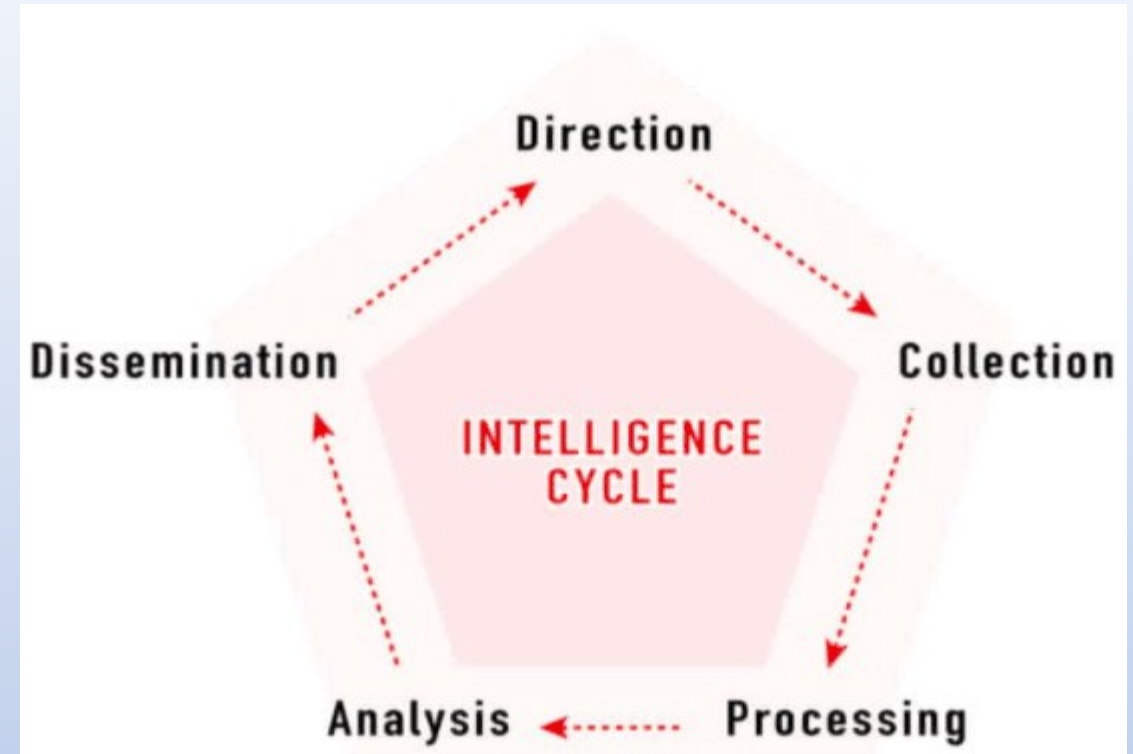 Direction
Dissemination
Collection
INTELLIGENCE
CYCLE
Analysis
Processing